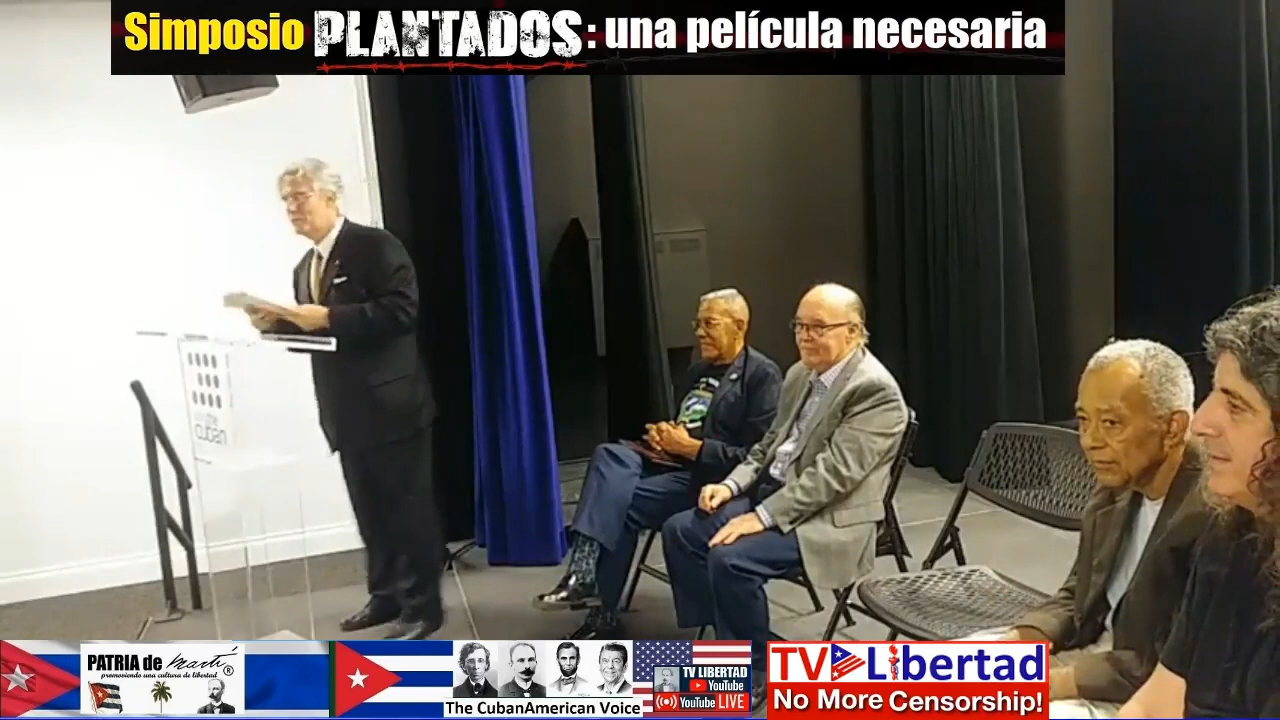 Simposio PLANTADOS: una película necesaria
cuban
PATRIA de Martí ®
promoviendo una cultura de libertad
The CubanAmerican Voice
TV LIBERTAD
YouTube
YouTube LIVE
TV Libertad
No More Censorship!